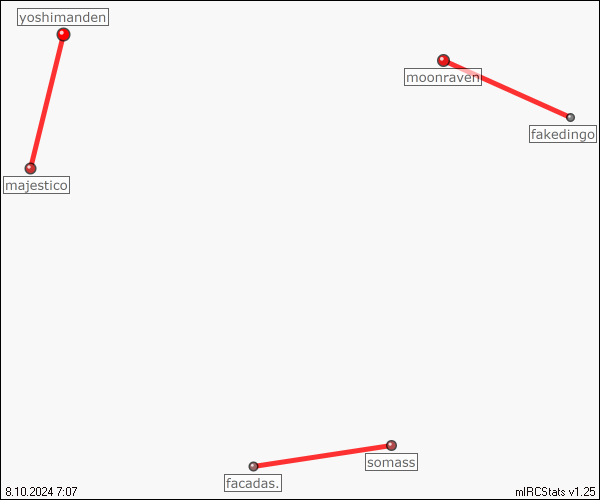 yoshimanden
moonraven
fakedingo
majestico
somass
facadas.
8.10.2024 7:07
mIRCStats v1.25